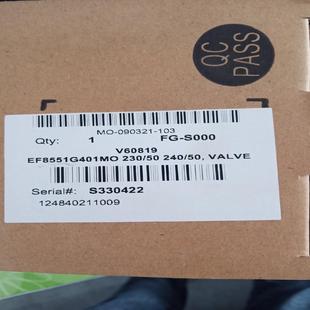 QC
PASS
MO-090321-103
Qty: 1 FG-S000
V60819
EF8551G401MO 230/50 240/50, VALVE
Serial#: S330422
124840211009